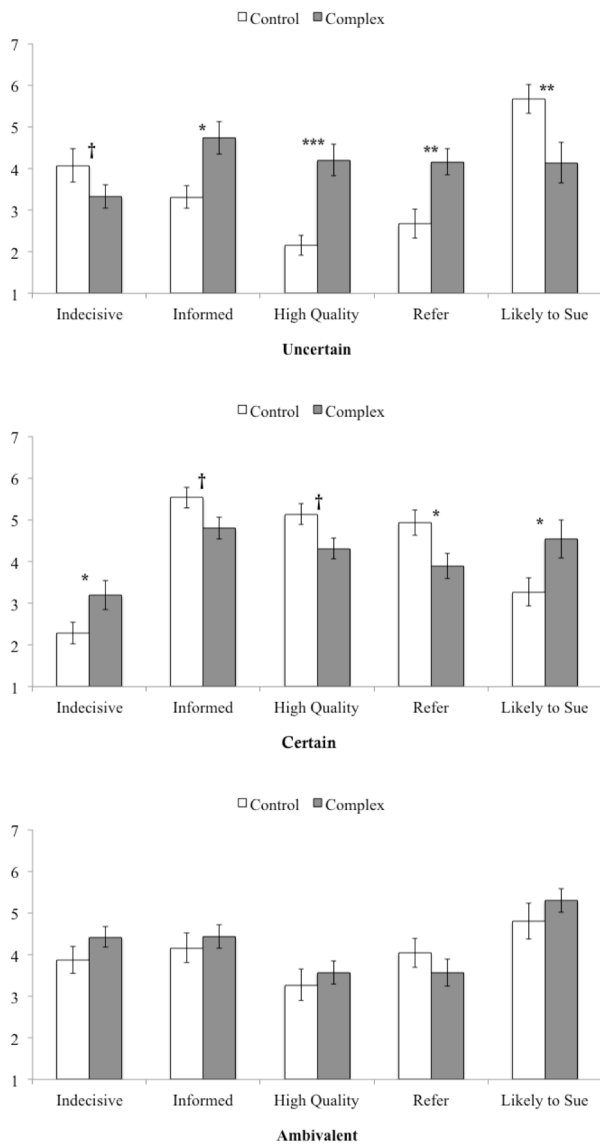 Control Complex
7
6
5
4
3
2
1
† * *** ** **
Indecisive Informed High Quality Refer Likely to Sue
Uncertain
Control Complex
7
6
5
4
3
2
1
* † † * *
Indecisive Informed High Quality Refer Likely to Sue
Certain
Control Complex
7
6
5
4
3
2
1
Indecisive Informed High Quality Refer Likely to Sue
Ambivalent